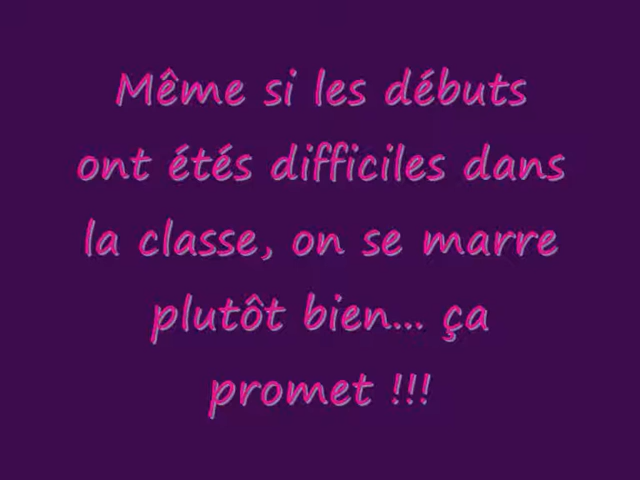 Même si les débuts
ont étés difficiles dans
la classe, on se marre
plutôt bien... ça
promet !!!